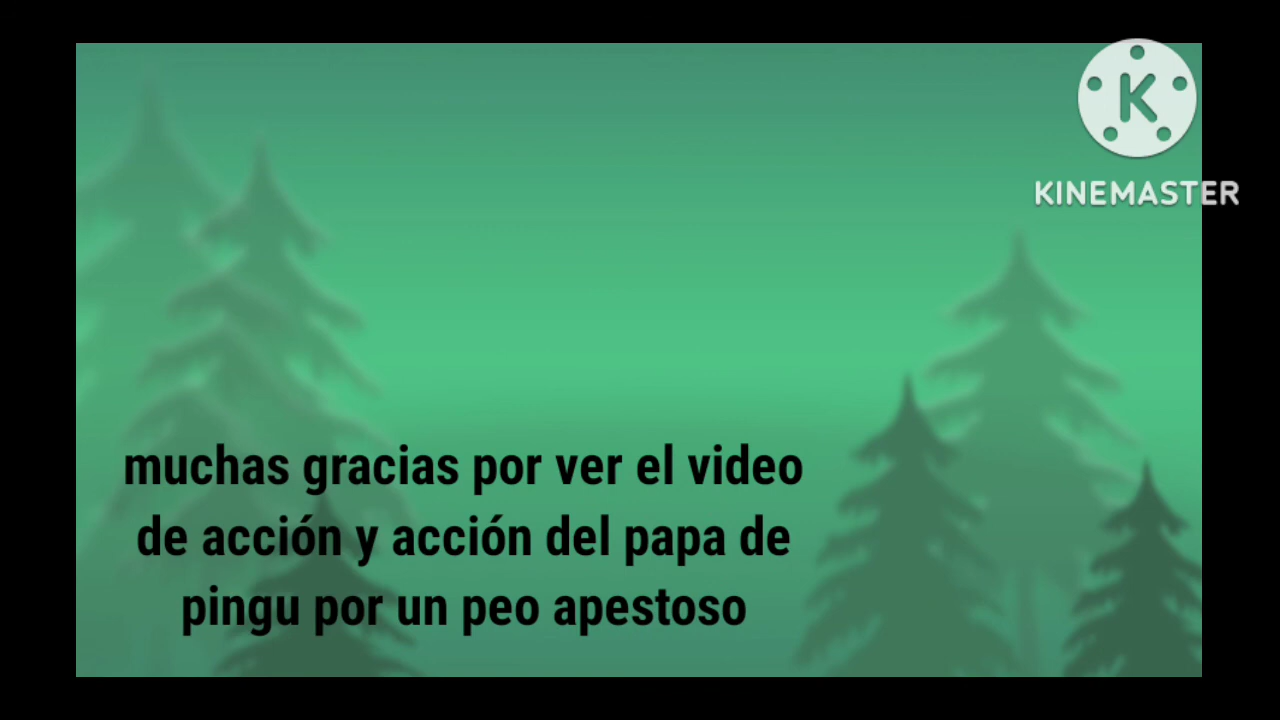 K
KINEMASTER
muchas gracias por ver el video
de acción y acción del papa de
pingu por un peo apestoso